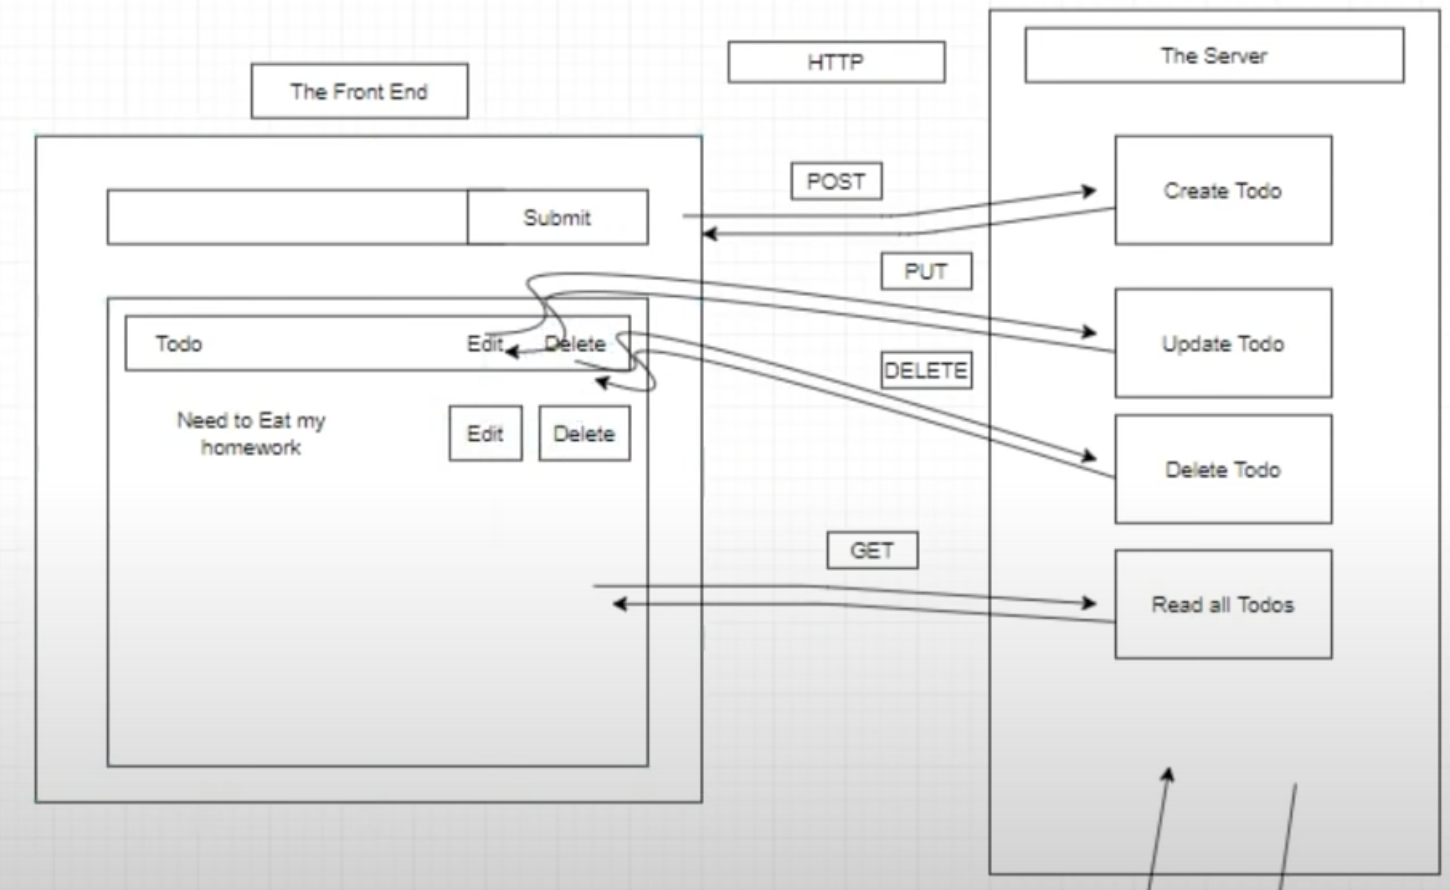 The Front End
HTTP
The Server
Submit
POST
Create Todo
PUT
Todo Edit Delete
Update Todo
DELETE
Need to Eat my
homework
Edit
Delete
Delete Todo
GET
Read all Todos